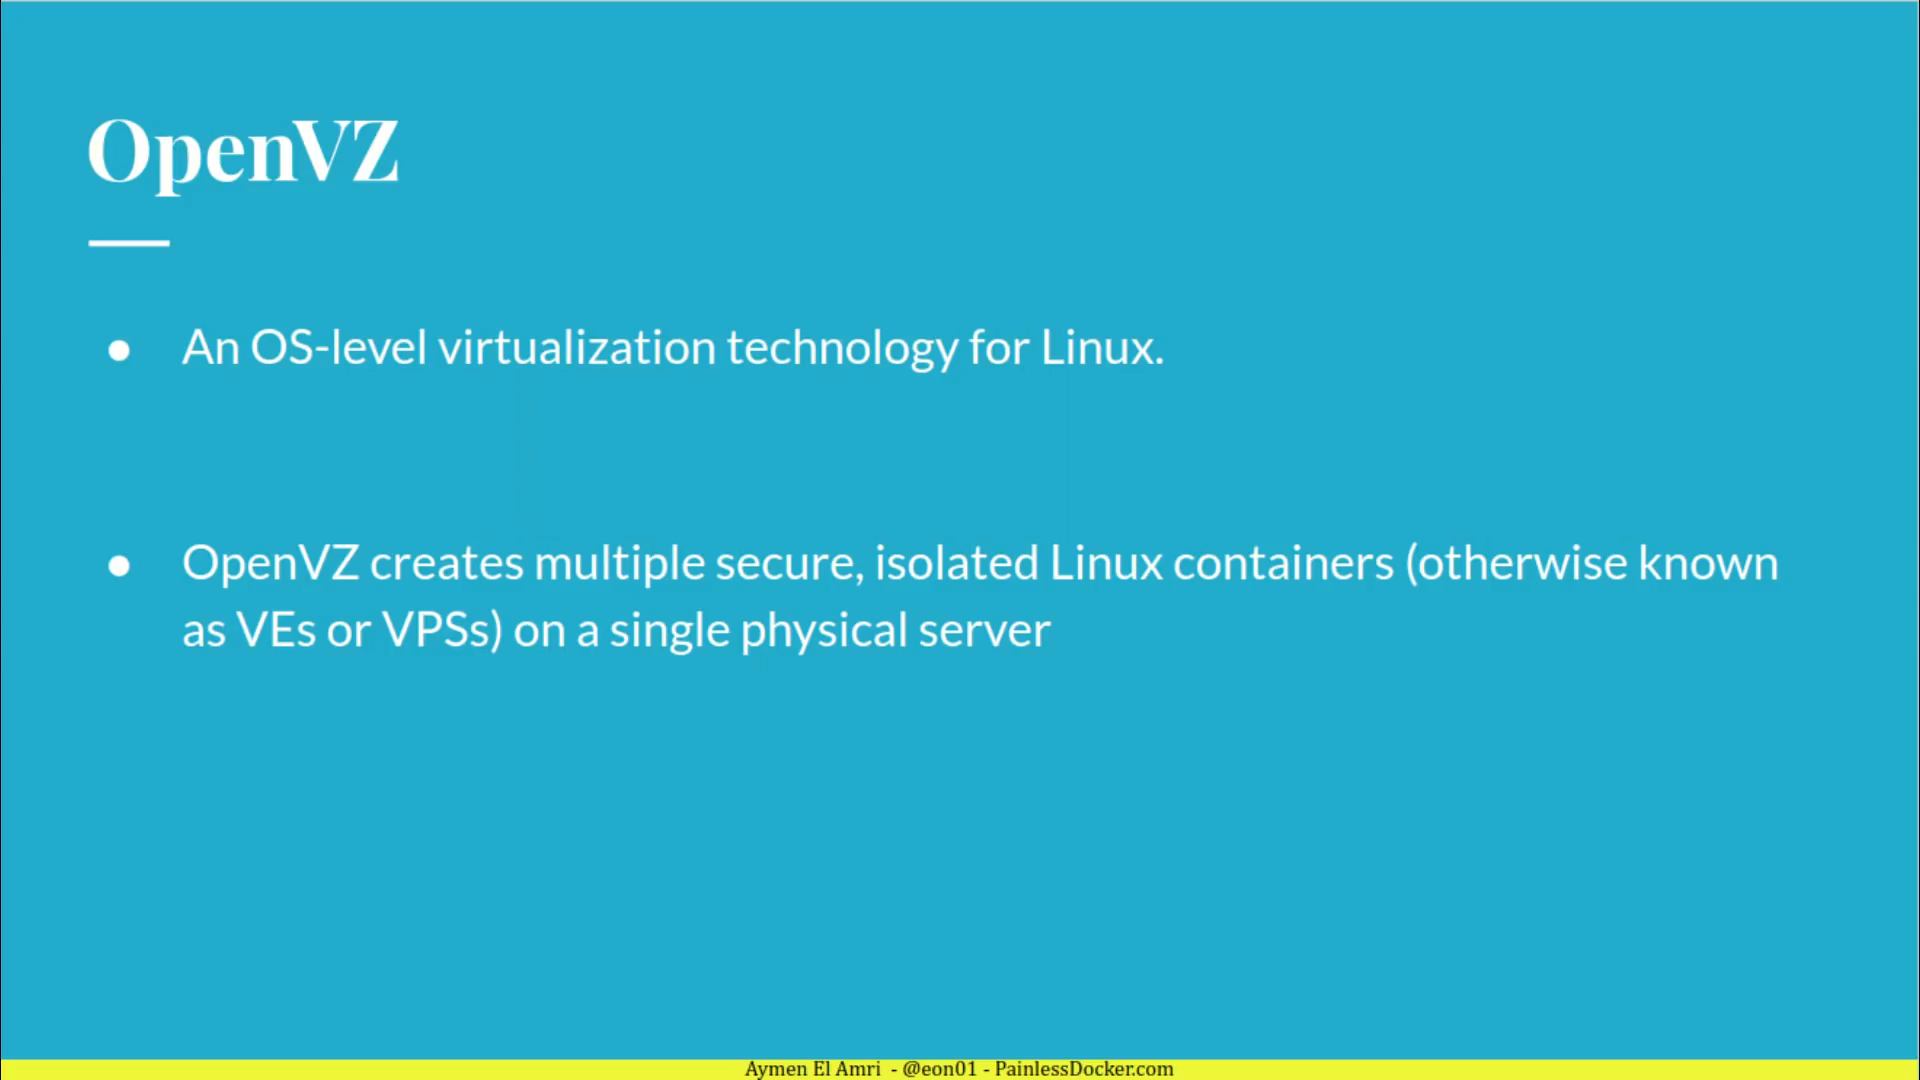 OpenVZ
● An OS-level virtualization technology for Linux.
● OpenVZ creates multiple secure, isolated Linux containers (otherwise known
as VEs or VPSs) on a single physical server
Aymen El Amri - @eon01 - PainlessDocker.com